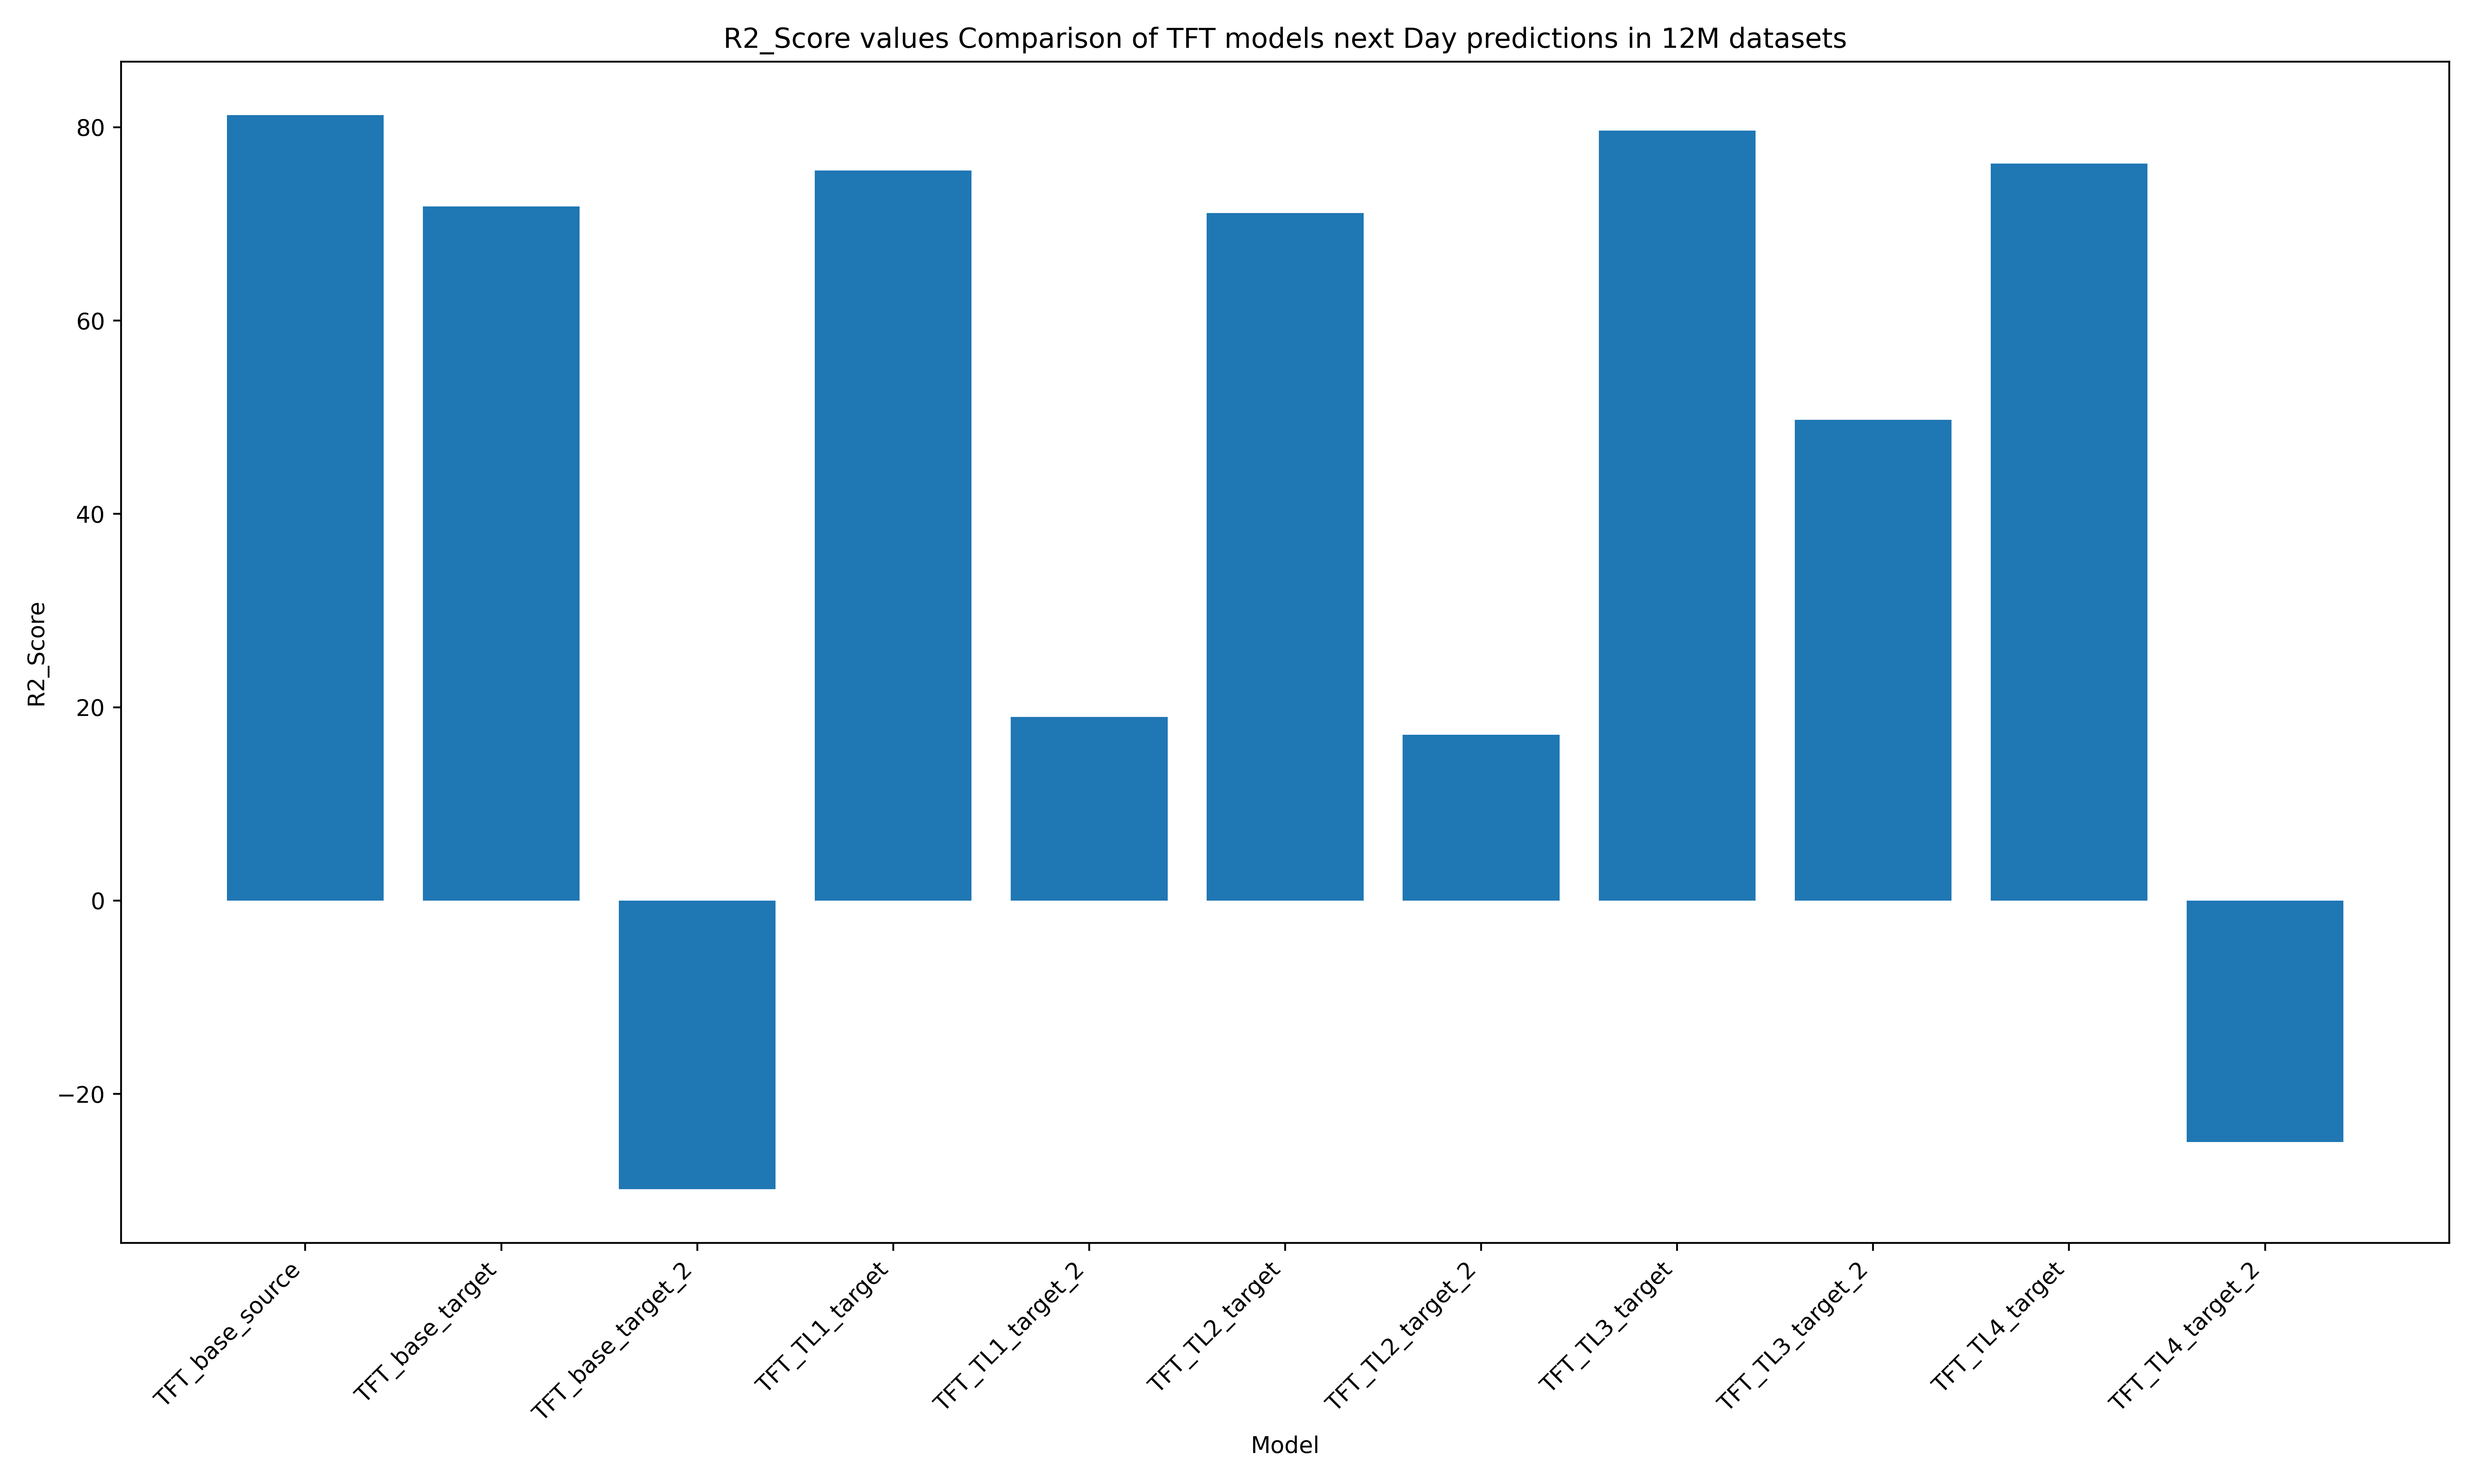 R2_Score values Comparison of TFT models next Day predictions in 12M datasets
R2_Score
80
60
40
20
0
−20
TFT_base_source
TFT_base_target
TFT_base_target_2
TFT_TL1_target
TFT_TL1_target_2
TFT_TL2_target
TFT_TL2_target_2
TFT_TL3_target
TFT_TL3_target_2
TFT_TL4_target
TFT_TL4_target_2
Model